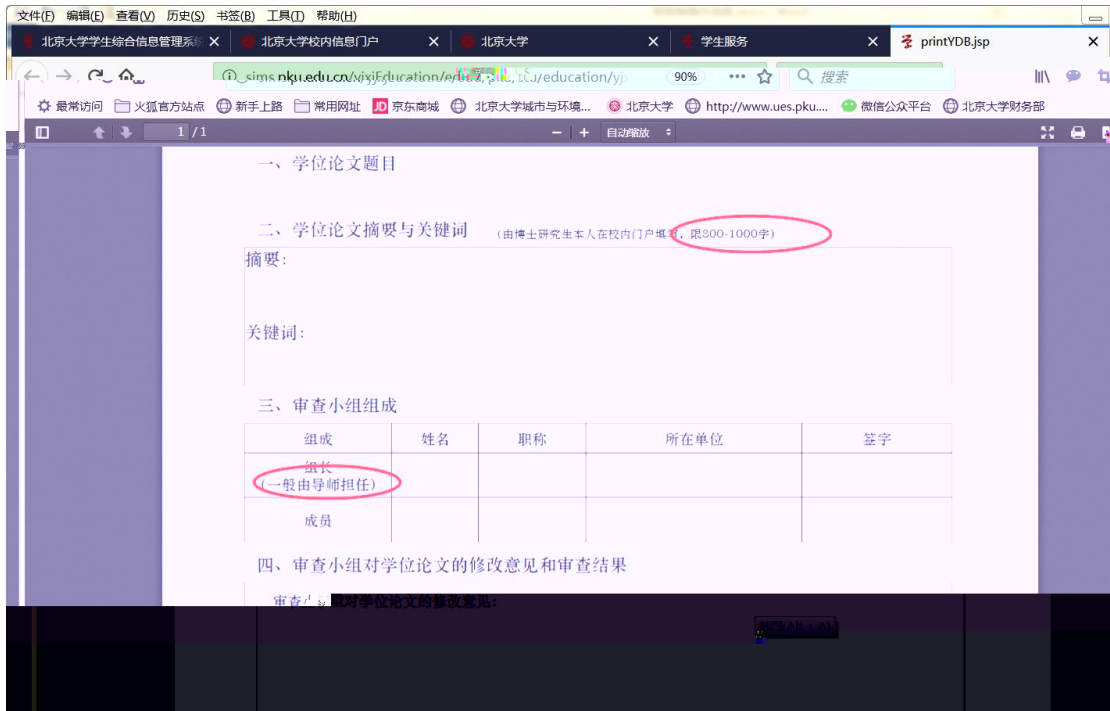 文件(F) 编辑(E) 查看(V) 历史(S) 书签(B) 工具(T) 帮助(H)
北京大学学生综合信息管理系统 北京大学校内信息门户 北京大学 学生服务 printYDB.jsp
sims.pku.edu.cn 90% 搜索
最常访问 火狐官方站点 新手上路 常用网址 JD 京东商城 北京大学城市与环境... 北京大学 http://www.ues.pku.... 微信公众平台 北京大学财务部
1 / 1 自动缩放
一、学位论文题目
二、学位论文摘要与关键词 (由博士研究生本人在校内门户填写，限800-1000字)
摘要:
关键词:
三、审查小组组成
组成 姓名 职称 所在单位 签字
组长
(一般由导师担任)
成员
四、审查小组对学位论文的修改意见和审查结果
审查小组对学位论文的修改意见: